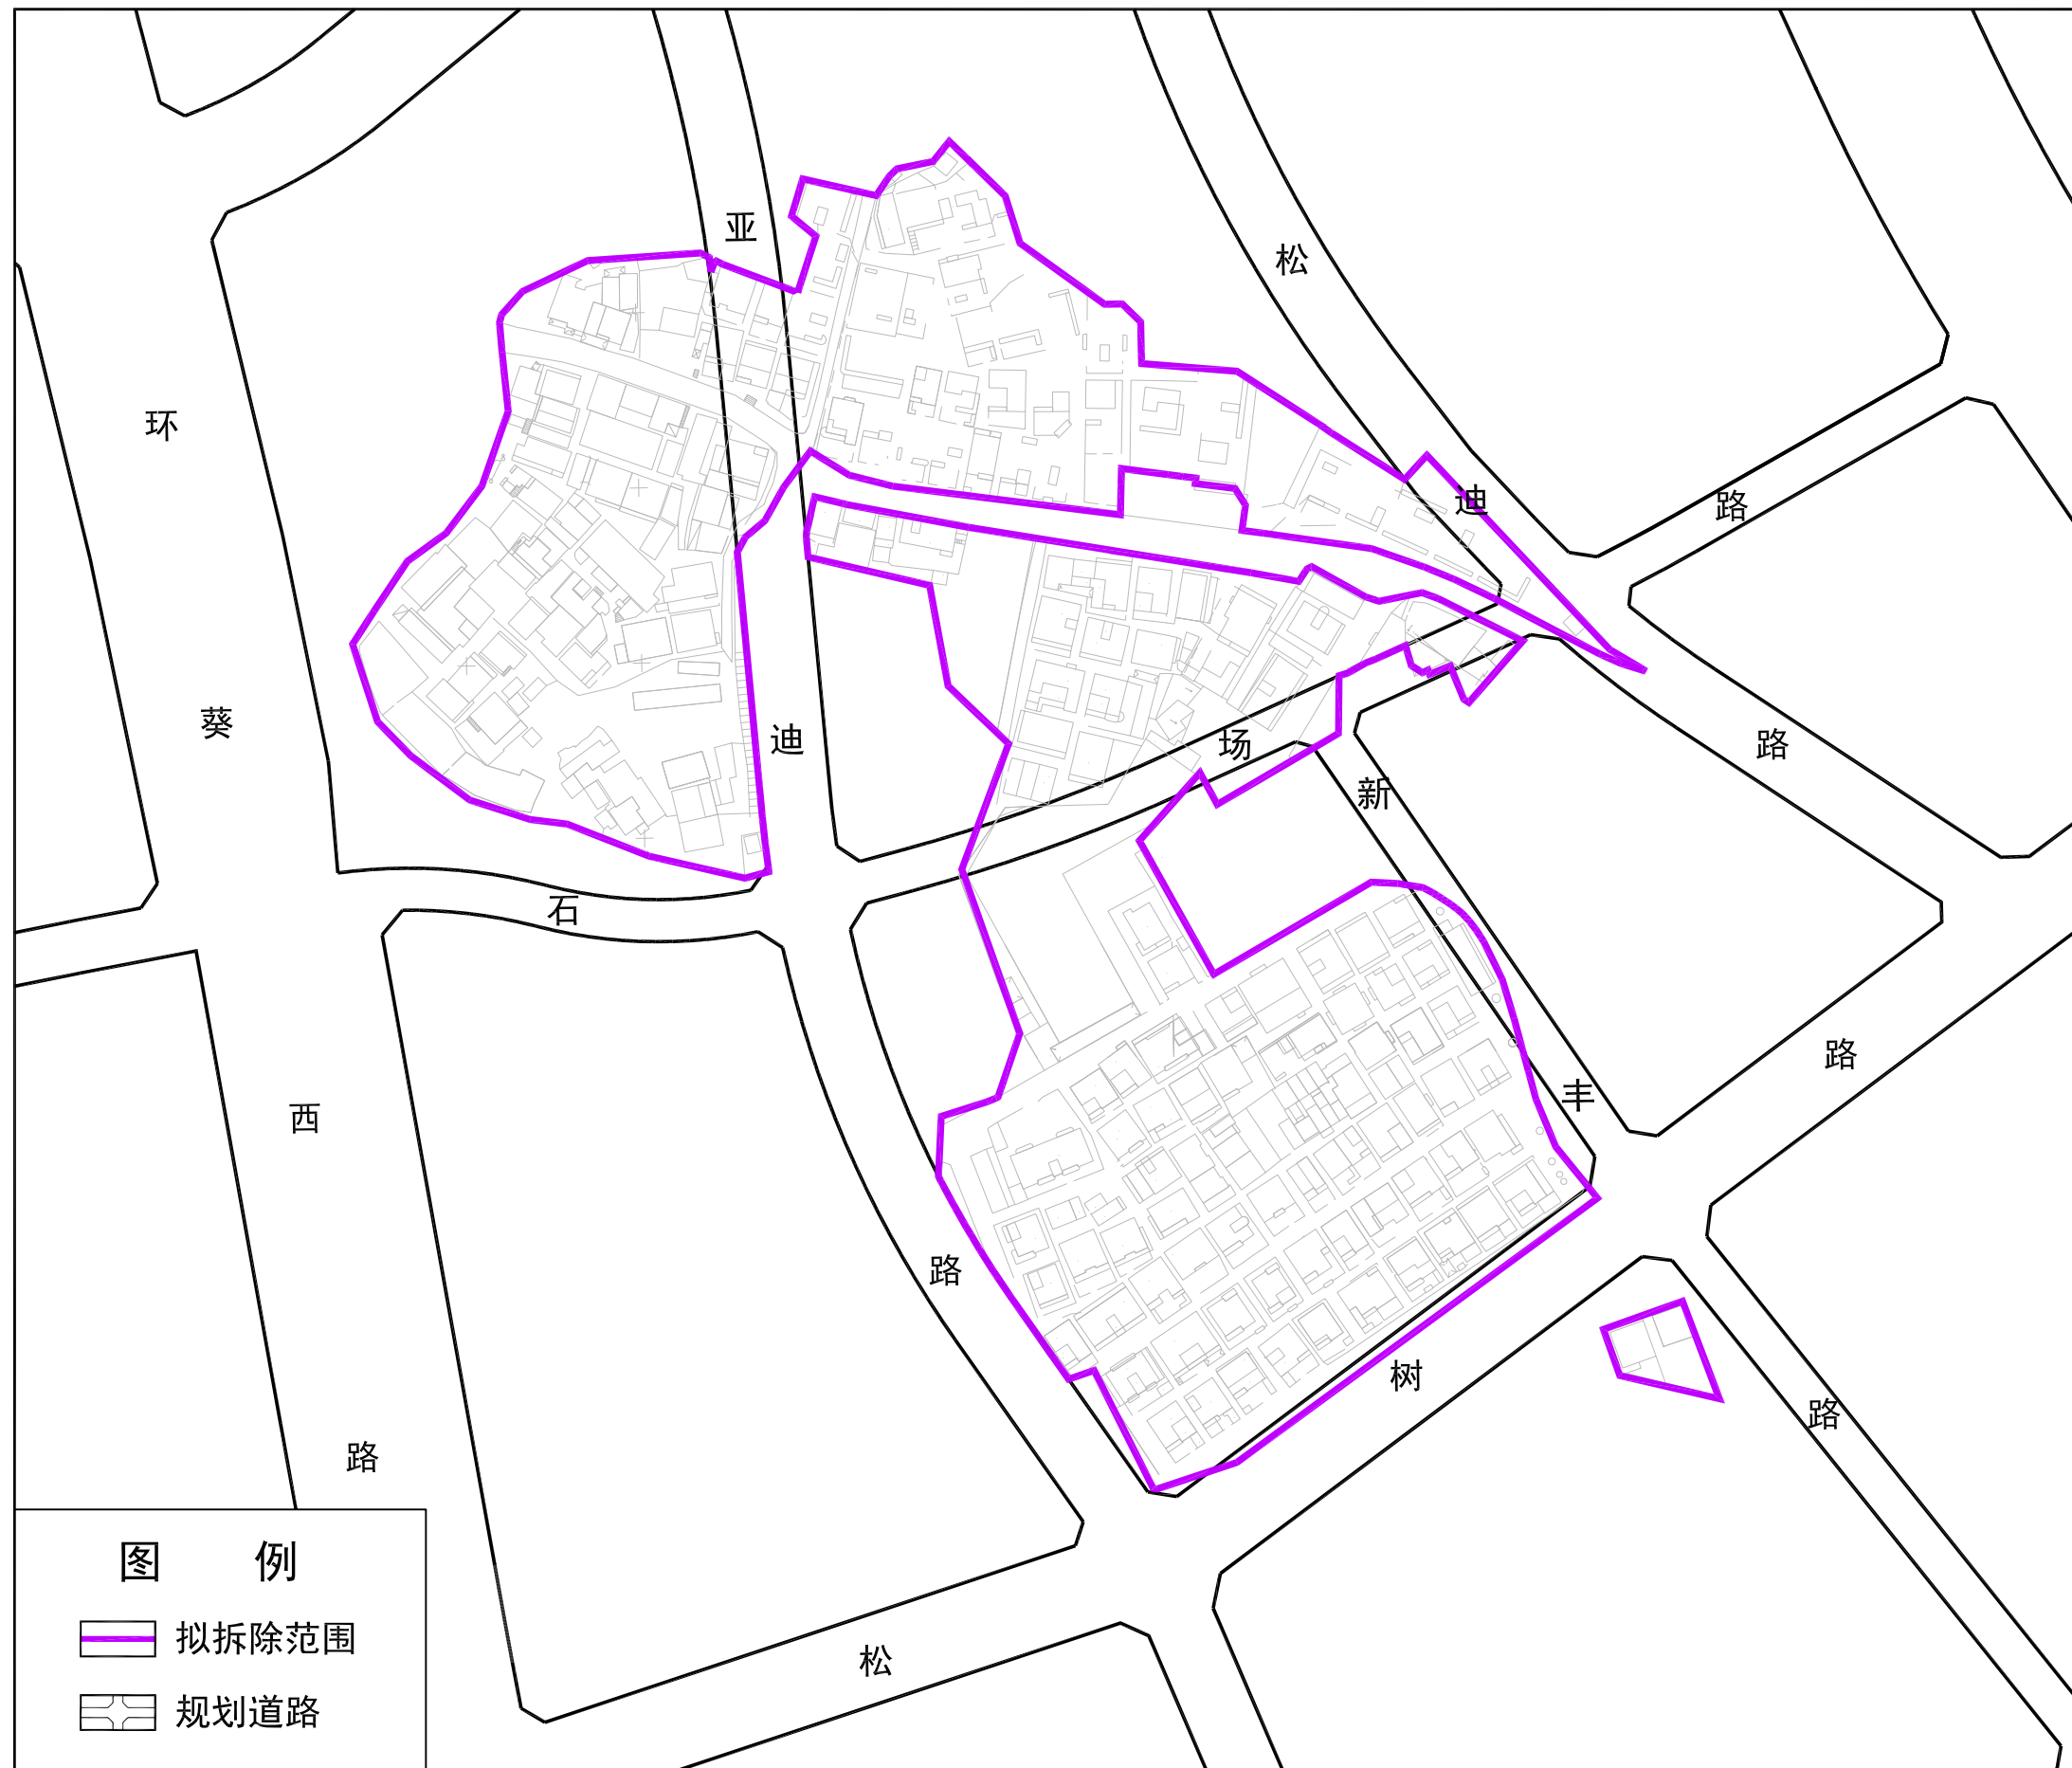 亚
松
环
迪
路
葵
迪
场
路
新
石
路
丰
西
路
树
路
路
松
图 例
拟拆除范围
规划道路